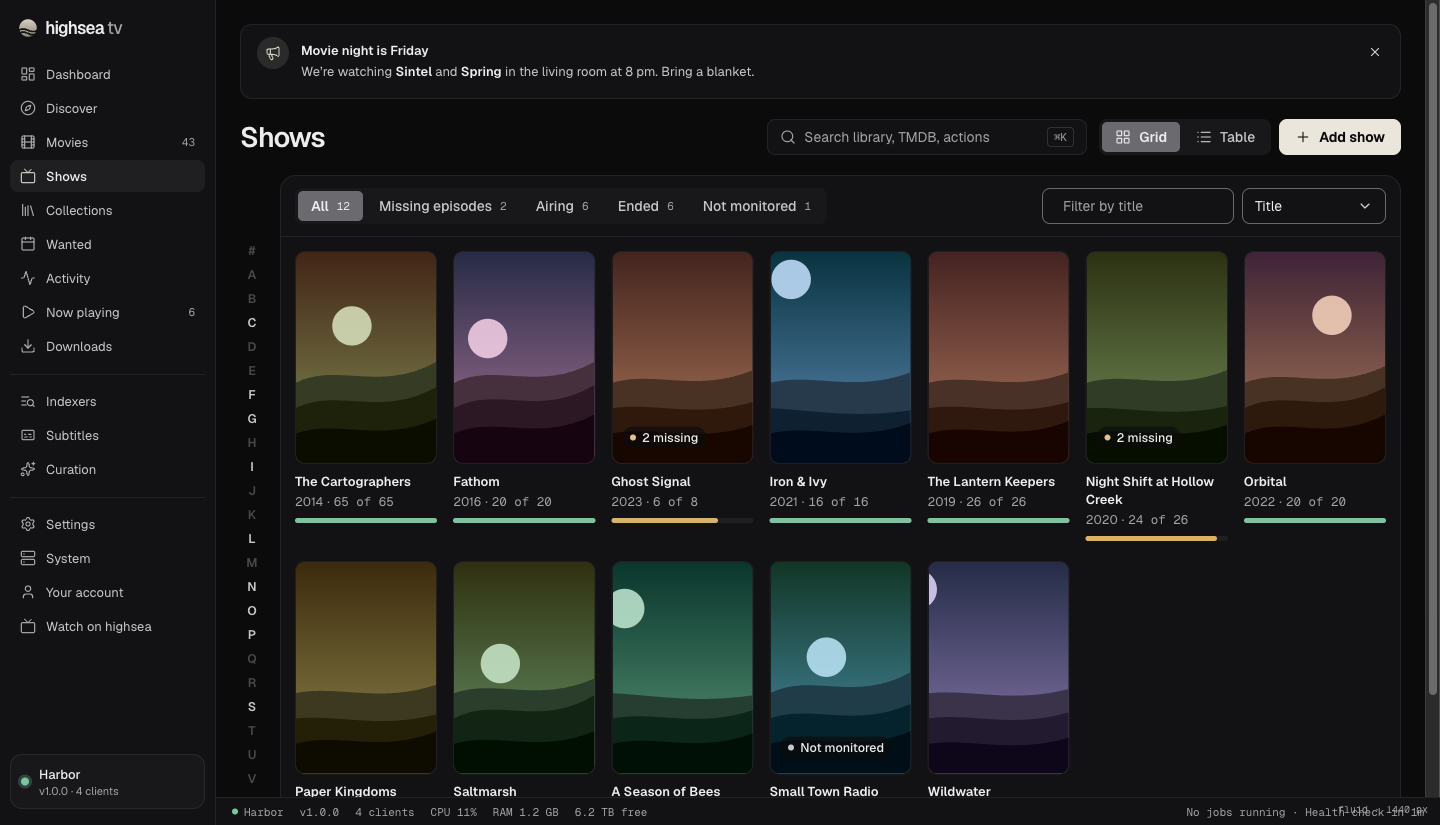 highsea tv
Dashboard
Discover
Movies 43
Shows
Collections
Wanted
Activity
Now playing 6
Downloads
Indexers
Subtitles
Curation
Settings
System
Your account
Watch on highsea
Harbor
v1.0.0 · 4 clients
Movie night is Friday
We're watching Sintel and Spring in the living room at 8 pm. Bring a blanket.
Shows
Search library, TMDB, actions ⌘K
Grid
Table
+ Add show
All 12
Missing episodes 2
Airing 6
Ended 6
Not monitored 1
Filter by title
Title
#
A
B
C
D
E
F
G
H
I
J
K
L
M
N
O
P
Q
R
S
T
U
V
The Cartographers
2014 · 65 of 65
Fathom
2016 · 20 of 20
2 missing
Ghost Signal
2023 · 6 of 8
Iron & Ivy
2021 · 16 of 16
The Lantern Keepers
2019 · 26 of 26
2 missing
Night Shift at Hollow
Creek
2020 · 24 of 26
Orbital
2022 · 20 of 20
Paper Kingdoms
Saltmarsh
A Season of Bees
Not monitored
Small Town Radio
Wildwater
Harbor v1.0.0 4 clients CPU 11% RAM 1.2 GB 6.2 TB free
No jobs running · Health check in 1m
fluid · 1440 px